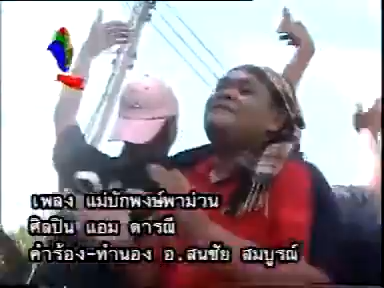 เพลง แม่บักพงษ์พาม่วน
ศิลปิน แอม ดารณี
คำร้อง-ทำนอง อ.สนชัย สมบูรณ์